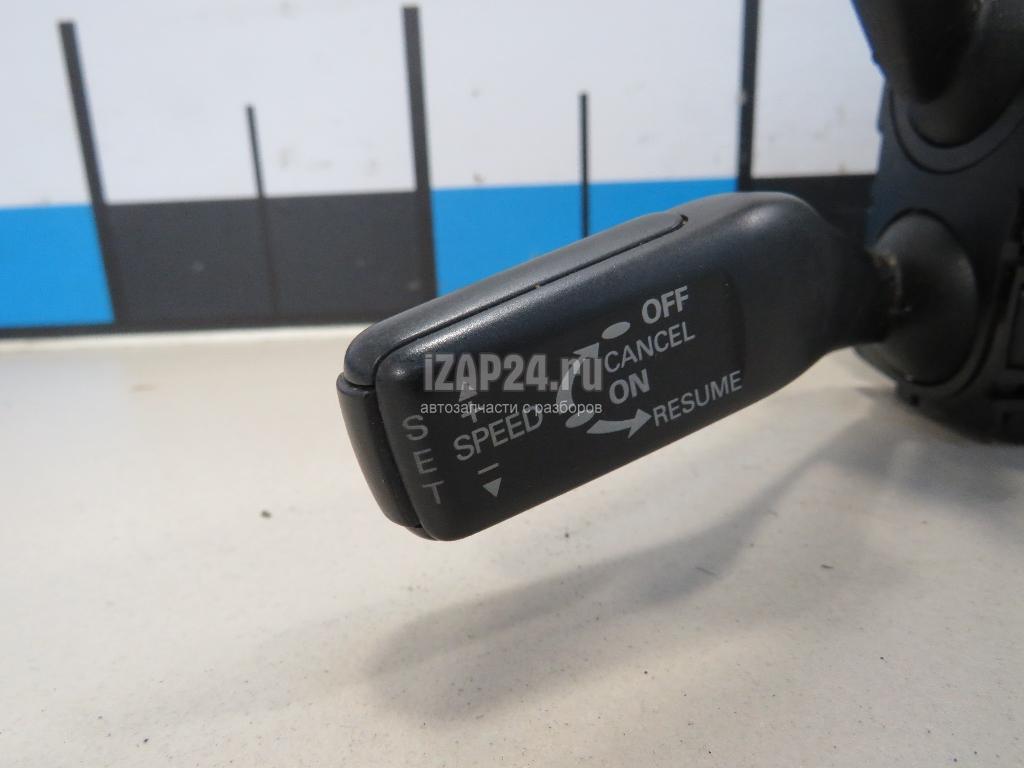 OFF
CANCEL
iZAP24.ru
ON
автозапчасти с разборов
RESUME
+
SPEED
−
SET